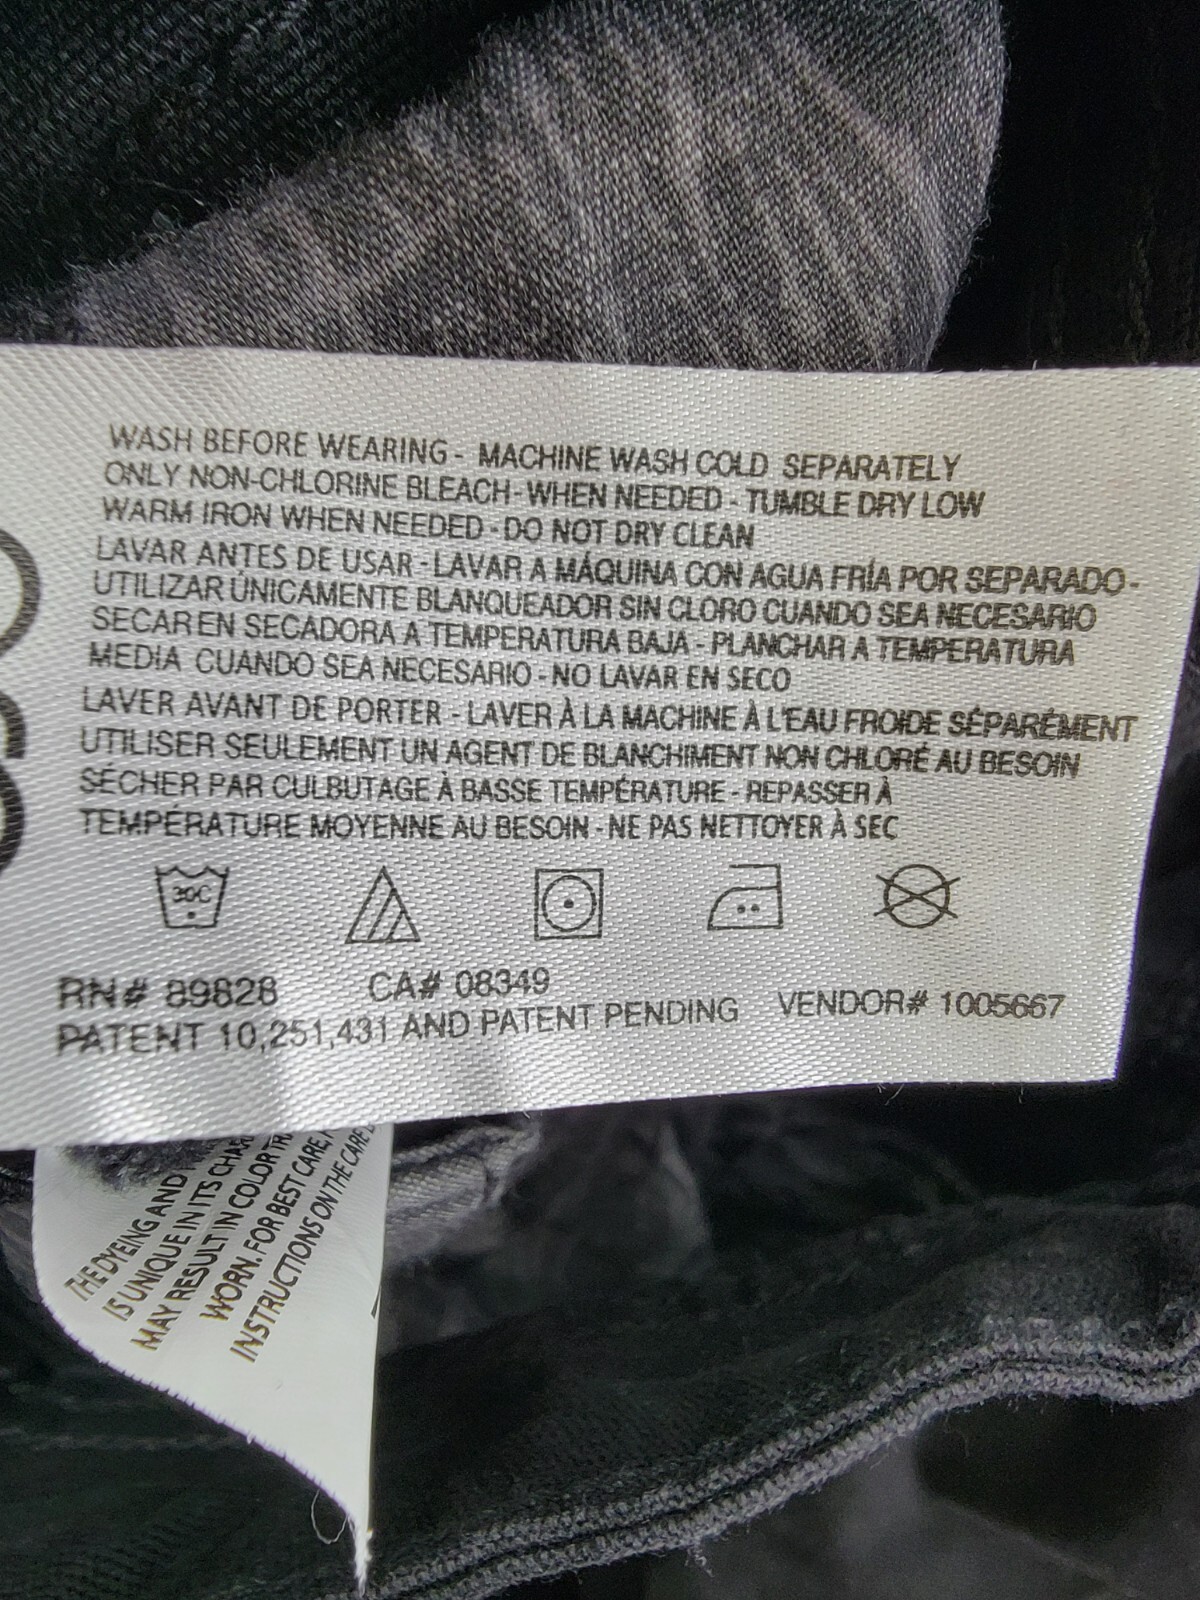 WASH BEFORE WEARING - MACHINE WASH COLD SEPARATELY
ONLY NON-CHLORINE BLEACH - WHEN NEEDED - TUMBLE DRY LOW
WARM IRON WHEN NEEDED - DO NOT DRY CLEAN
LAVAR ANTES DE USAR - LAVAR A MÁQUINA CON AGUA FRÍA POR SEPARADO -
UTILIZAR ÚNICAMENTE BLANQUEADOR SIN CLORO CUANDO SEA NECESARIO
SECAR EN SECADORA A TEMPERATURA BAJA - PLANCHAR A TEMPERATURA
MEDIA CUANDO SEA NECESARIO - NO LAVAR EN SECO
LAVER AVANT DE PORTER - LAVER À LA MACHINE À L'EAU FROIDE SÉPARÉMENT
UTILISER SEULEMENT UN AGENT DE BLANCHIMENT NON CHLORÉ AU BESOIN
SÉCHER PAR CULBUTAGE À BASSE TEMPÉRATURE - REPASSER À
TEMPÉRATURE MOYENNE AU BESOIN - NE PAS NETTOYER À SEC
30C
RN# 89828 CA# 08349
PATENT 10,251,431 AND PATENT PENDING VENDOR# 1005667
THE DYEING AND
IS UNIQUE IN ITS
MAY RESULT IN COLOR
WORN. FOR BEST CARE,
INSTRUCTIONS ON THE CARE